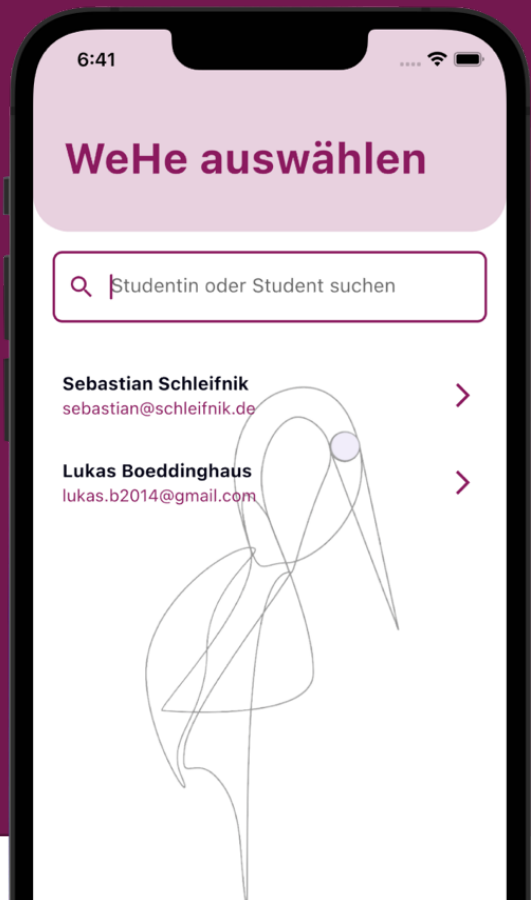 6:41
WeHe auswählen
Studentin oder Student suchen
Sebastian Schleifnik
sebastian@schleifnik.de
Lukas Boeddinghaus
lukas.b2014@gmail.com